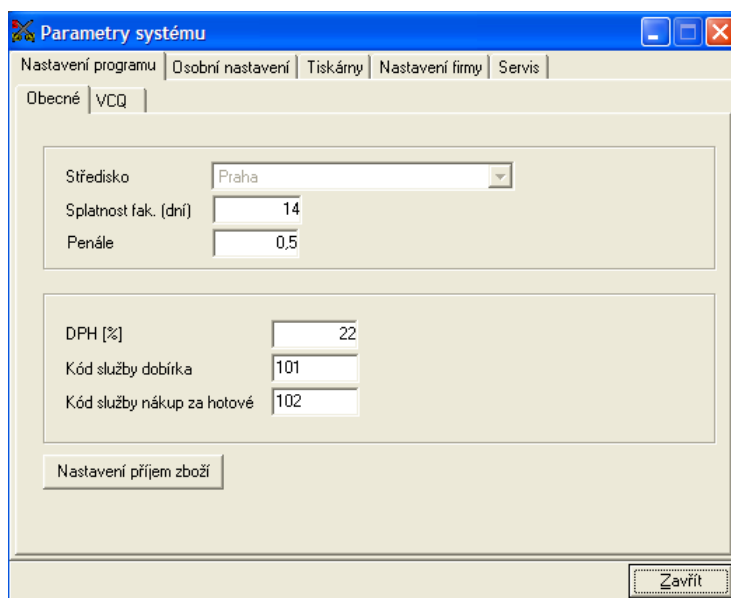 Parametry systému
Nastavení programu Osobní nastavení Tiskárny Nastavení firmy Servis
Obecné VCQ
Středisko Praha
Splatnost fak. (dní) 14
Penále 0,5
DPH [%] 22
Kód služby dobírka 101
Kód služby nákup za hotové 102
Nastavení příjem zboží
Zavřít